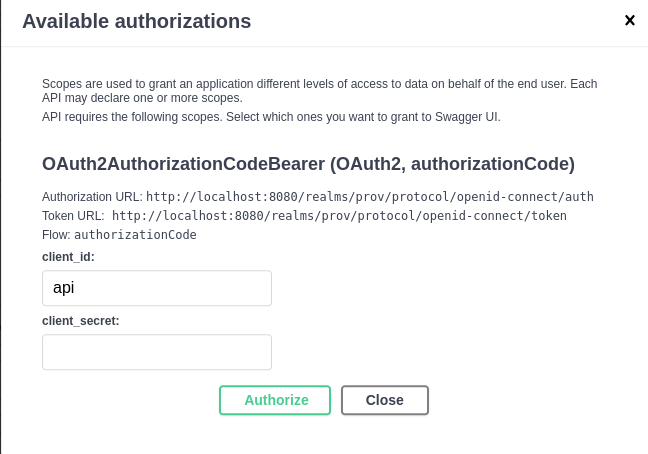 Available authorizations
Scopes are used to grant an application different levels of access to data on behalf of the end user. Each
API may declare one or more scopes.
API requires the following scopes. Select which ones you want to grant to Swagger UI.
OAuth2AuthorizationCodeBearer (OAuth2, authorizationCode)
Authorization URL: http://localhost:8080/realms/prov/protocol/openid-connect/auth
Token URL: http://localhost:8080/realms/prov/protocol/openid-connect/token
Flow: authorizationCode
client_id:
api
client_secret:
Authorize Close